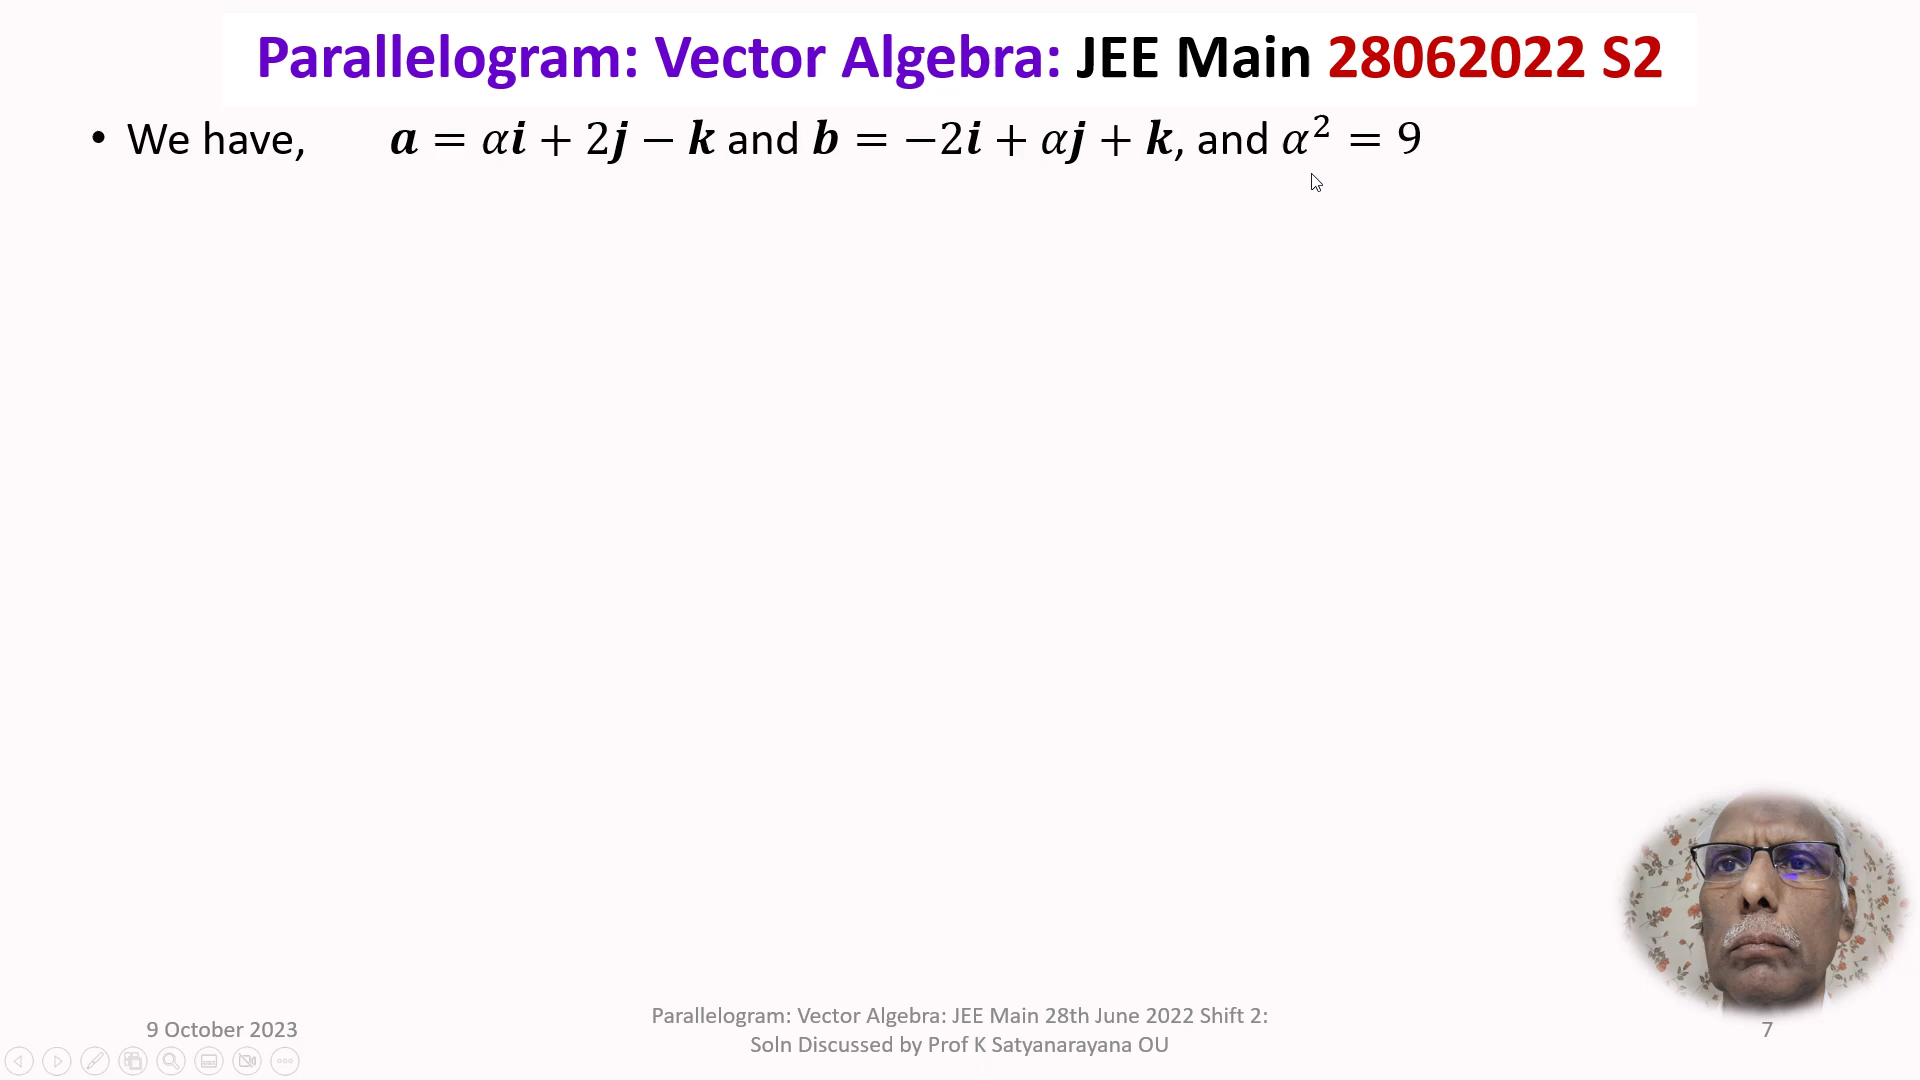 Parallelogram: Vector Algebra: JEE Main 28062022 S2
• We have, 𝒂 = 𝛼𝒊 + 2𝒋 − 𝒌 and 𝒃 = −2𝒊 + 𝛼𝒋 + 𝒌, and 𝛼² = 9
9 October 2023
Parallelogram: Vector Algebra: JEE Main 28th June 2022 Shift 2:
Soln Discussed by Prof K Satyanarayana OU
7